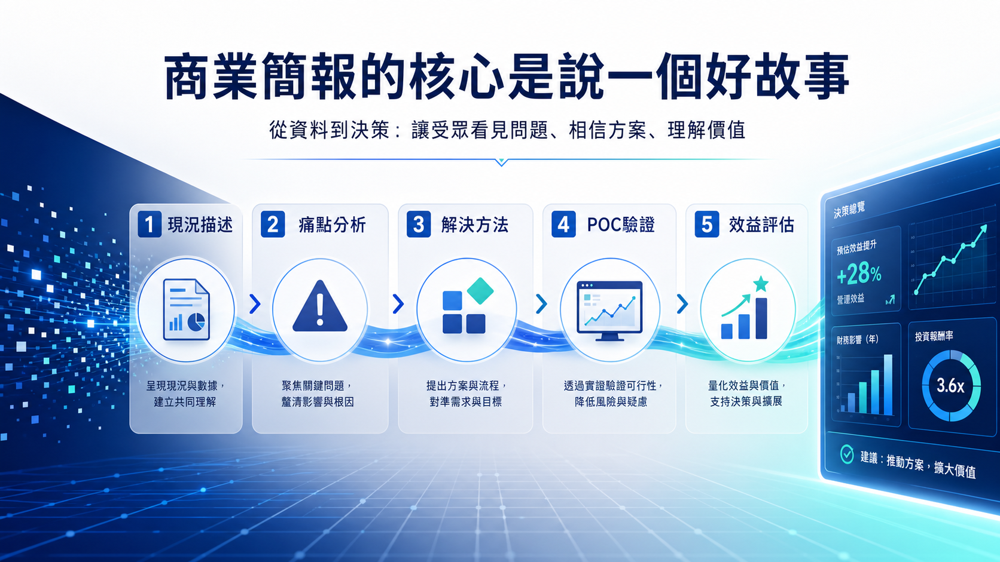 商業簡報的核心是說一個好故事
從資料到決策：讓受眾看見問題、相信方案、理解價值
1 現況描述
呈現現況與數據，
建立共同理解
2 痛點分析
聚焦關鍵問題，
釐清影響與根因
3 解決方法
提出方案與流程，
對準需求與目標
4 POC驗證
透過實證驗證可行性，
降低風險與疑慮
5 效益評估
量化效益與價值，
支持決策與擴展
決策總覽
預估效益提升
+28%
營運效益
財務影響（年）
投資報酬率
3.6x
建議：推動方案，擴大價值